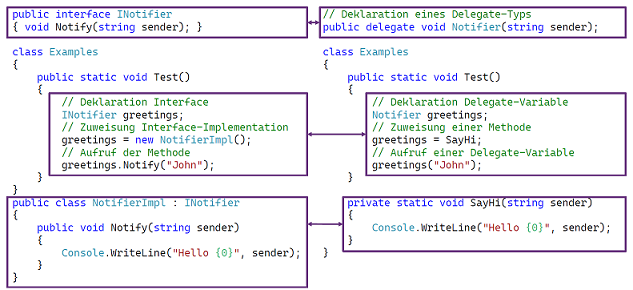 public interface INotifier
{ void Notify(string sender); }
class Examples
{
    public static void Test()
    {
        // Deklaration Interface
        INotifier greetings;
        // Zuweisung Interface-Implementation
        greetings = new NotifierImpl();
        // Aufruf der Methode
        greetings.Notify("John");
    }
}
public class NotifierImpl : INotifier
{
    public void Notify(string sender)
    {
        Console.WriteLine("Hello {0}", sender);
    }
}
// Deklaration eines Delegate-Typs
public delegate void Notifier(string sender);
class Examples
{
    public static void Test()
    {
        // Deklaration Delegate-Variable
        Notifier greetings;
        // Zuweisung einer Methode
        greetings = SayHi;
        // Aufruf einer Delegate-Variable
        greetings("John");
    }
    private static void SayHi(string sender)
    {
        Console.WriteLine("Hello {0}", sender);
    }
}